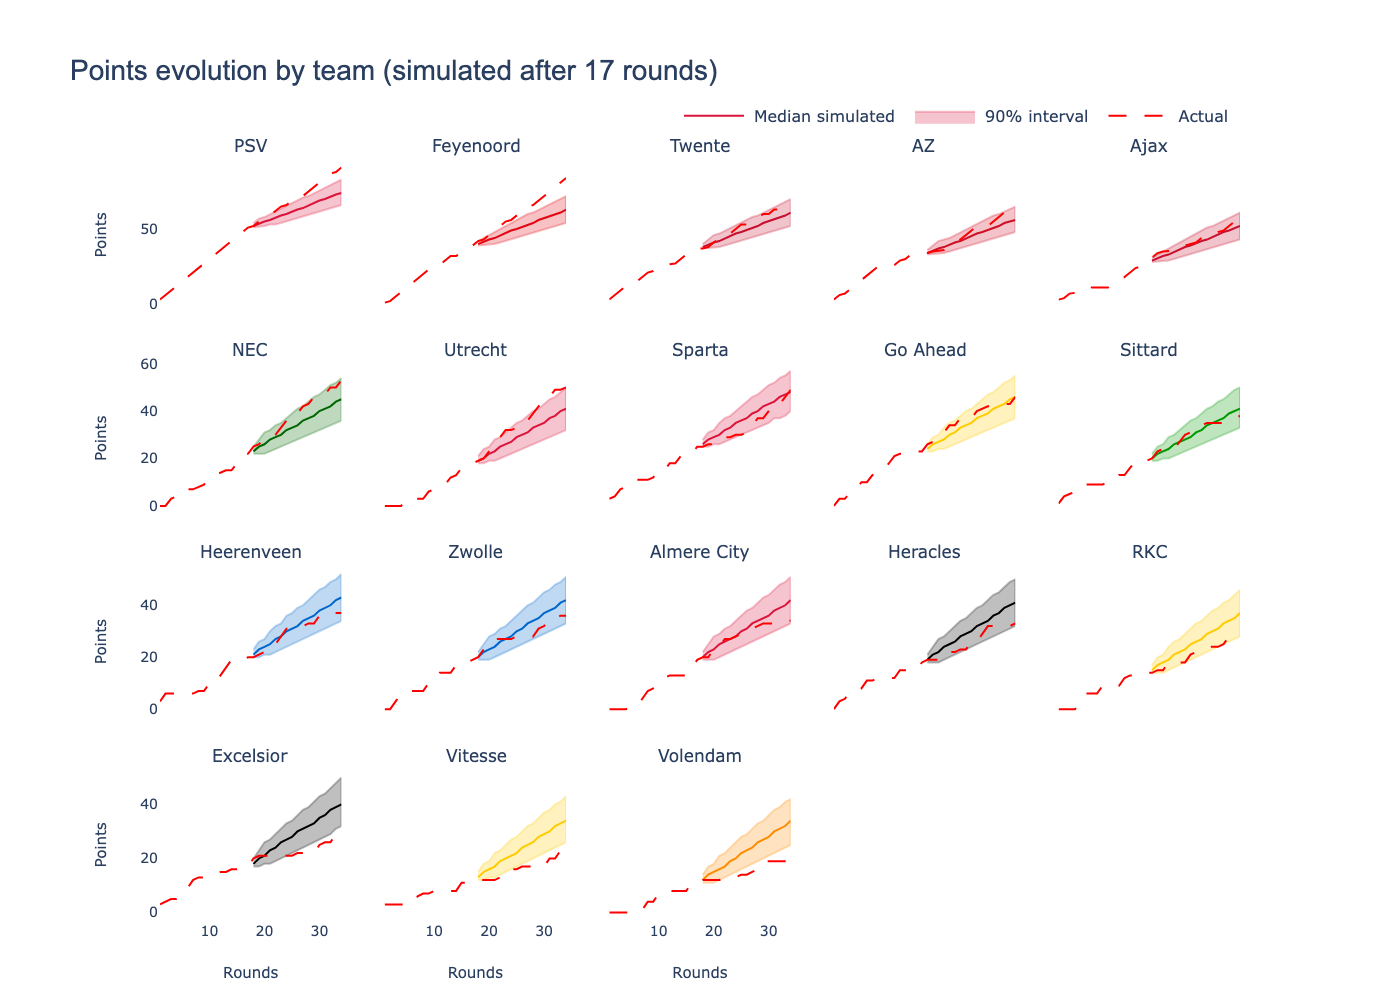 Points evolution by team (simulated after 17 rounds)
Median simulated 90% interval Actual
PSV Feyenoord Twente AZ Ajax
Points
50
0
NEC Utrecht Sparta Go Ahead Sittard
Points
60
40
20
0
Heerenveen Zwolle Almere City Heracles RKC
Points
40
20
0
Excelsior Vitesse Volendam
Points
40
20
0
10 20 30 10 20 30 10 20 30
Rounds Rounds Rounds